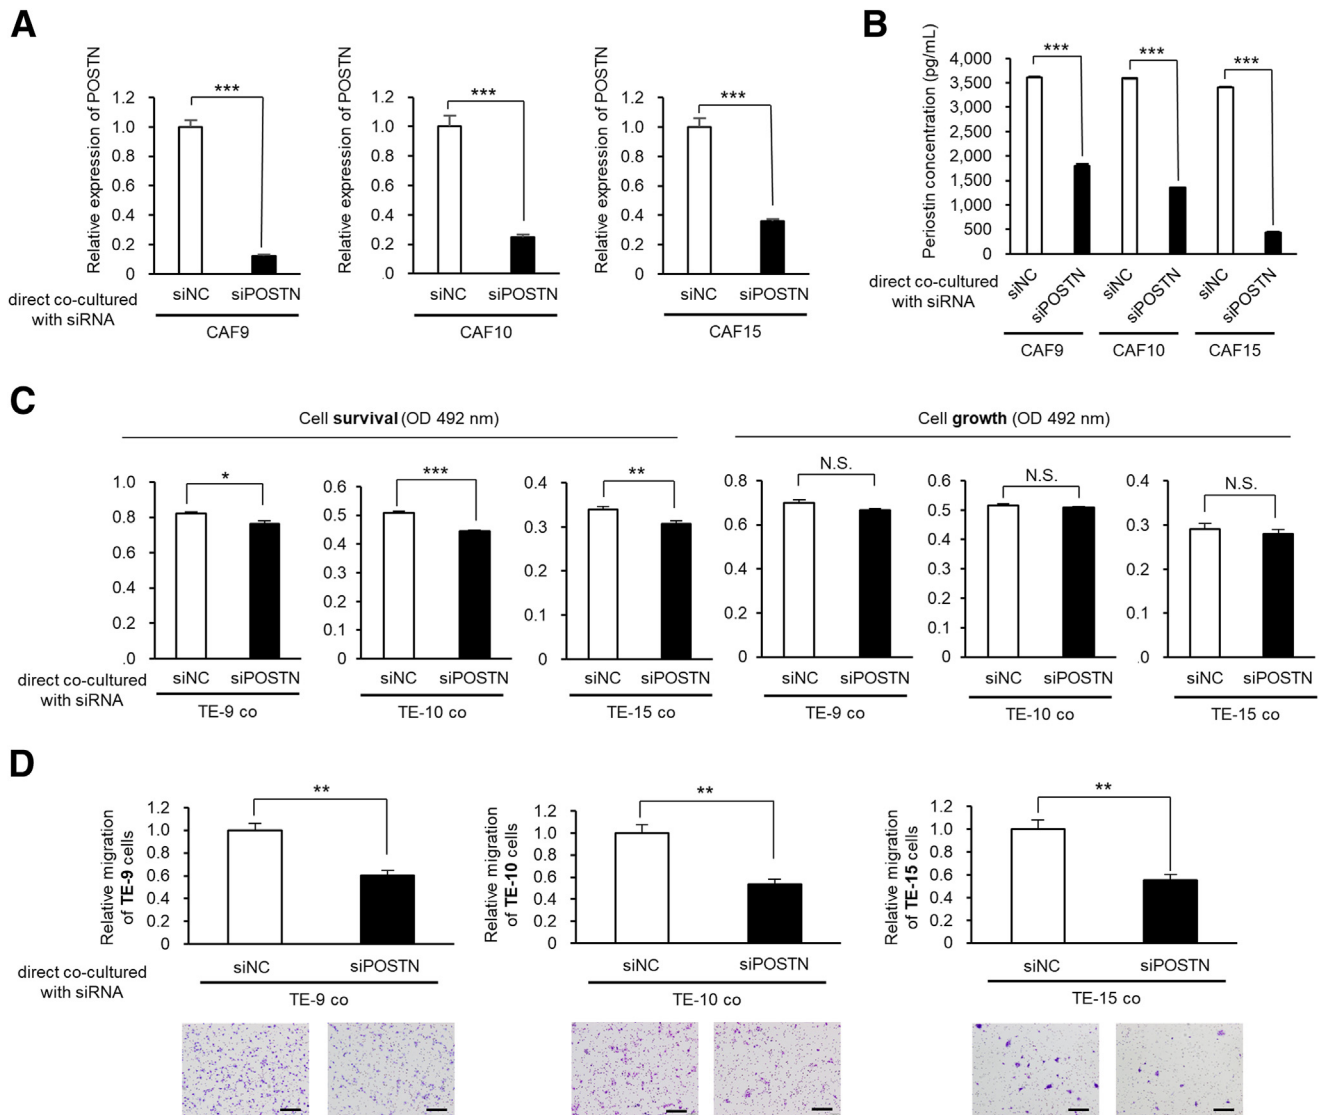 A
Relative expression of POSTN
1.2
1.0
0.8
0.6
0.4
0.2
.0
***
siNC siPOSTN
CAF9
Relative expression of POSTN
1.2
1.0
0.8
0.6
0.4
0.2
.0
***
siNC siPOSTN
CAF10
Relative expression of POSTN
1.2
1.0
0.8
0.6
0.4
0.2
0
***
siNC siPOSTN
CAF15
direct co-cultured
with siRNA
B
Periostin concentration (pg/mL)
4,000
3,500
3,000
2,500
2,000
1,500
1,000
500
0
*** *** ***
siNC siPOSTN siNC siPOSTN siNC siPOSTN
direct co-cultured
with siRNA
CAF9 CAF10 CAF15
C
Cell survival (OD 492 nm)
1.0
0.8
0.6
0.4
0.2
.0
*
siNC siPOSTN
TE-9 co
0.6
0.5
0.4
0.3
0.2
0.1
0
***
siNC siPOSTN
TE-10 co
0.4
0.3
0.2
0.1
0
**
siNC siPOSTN
TE-15 co
Cell growth (OD 492 nm)
0.8
0.6
0.4
0.2
0
N.S.
siNC siPOSTN
TE-9 co
0.6
0.5
0.4
0.3
0.2
0.1
0
N.S.
siNC siPOSTN
TE-10 co
0.4
0.3
0.2
0.1
.0
N.S.
siNC siPOSTN
TE-15 co
direct co-cultured
with siRNA
D
Relative migration
of TE-9 cells
1.2
1.0
0.8
0.6
0.4
0.2
0
**
siNC siPOSTN
TE-9 co
Relative migration
of TE-10 cells
1.2
1.0
0.8
0.6
0.4
0.2
0
**
siNC siPOSTN
TE-10 co
Relative migration
of TE-15 cells
1.2
1.0
0.8
0.6
0.4
0.2
0
**
siNC siPOSTN
TE-15 co
direct co-cultured
with siRNA